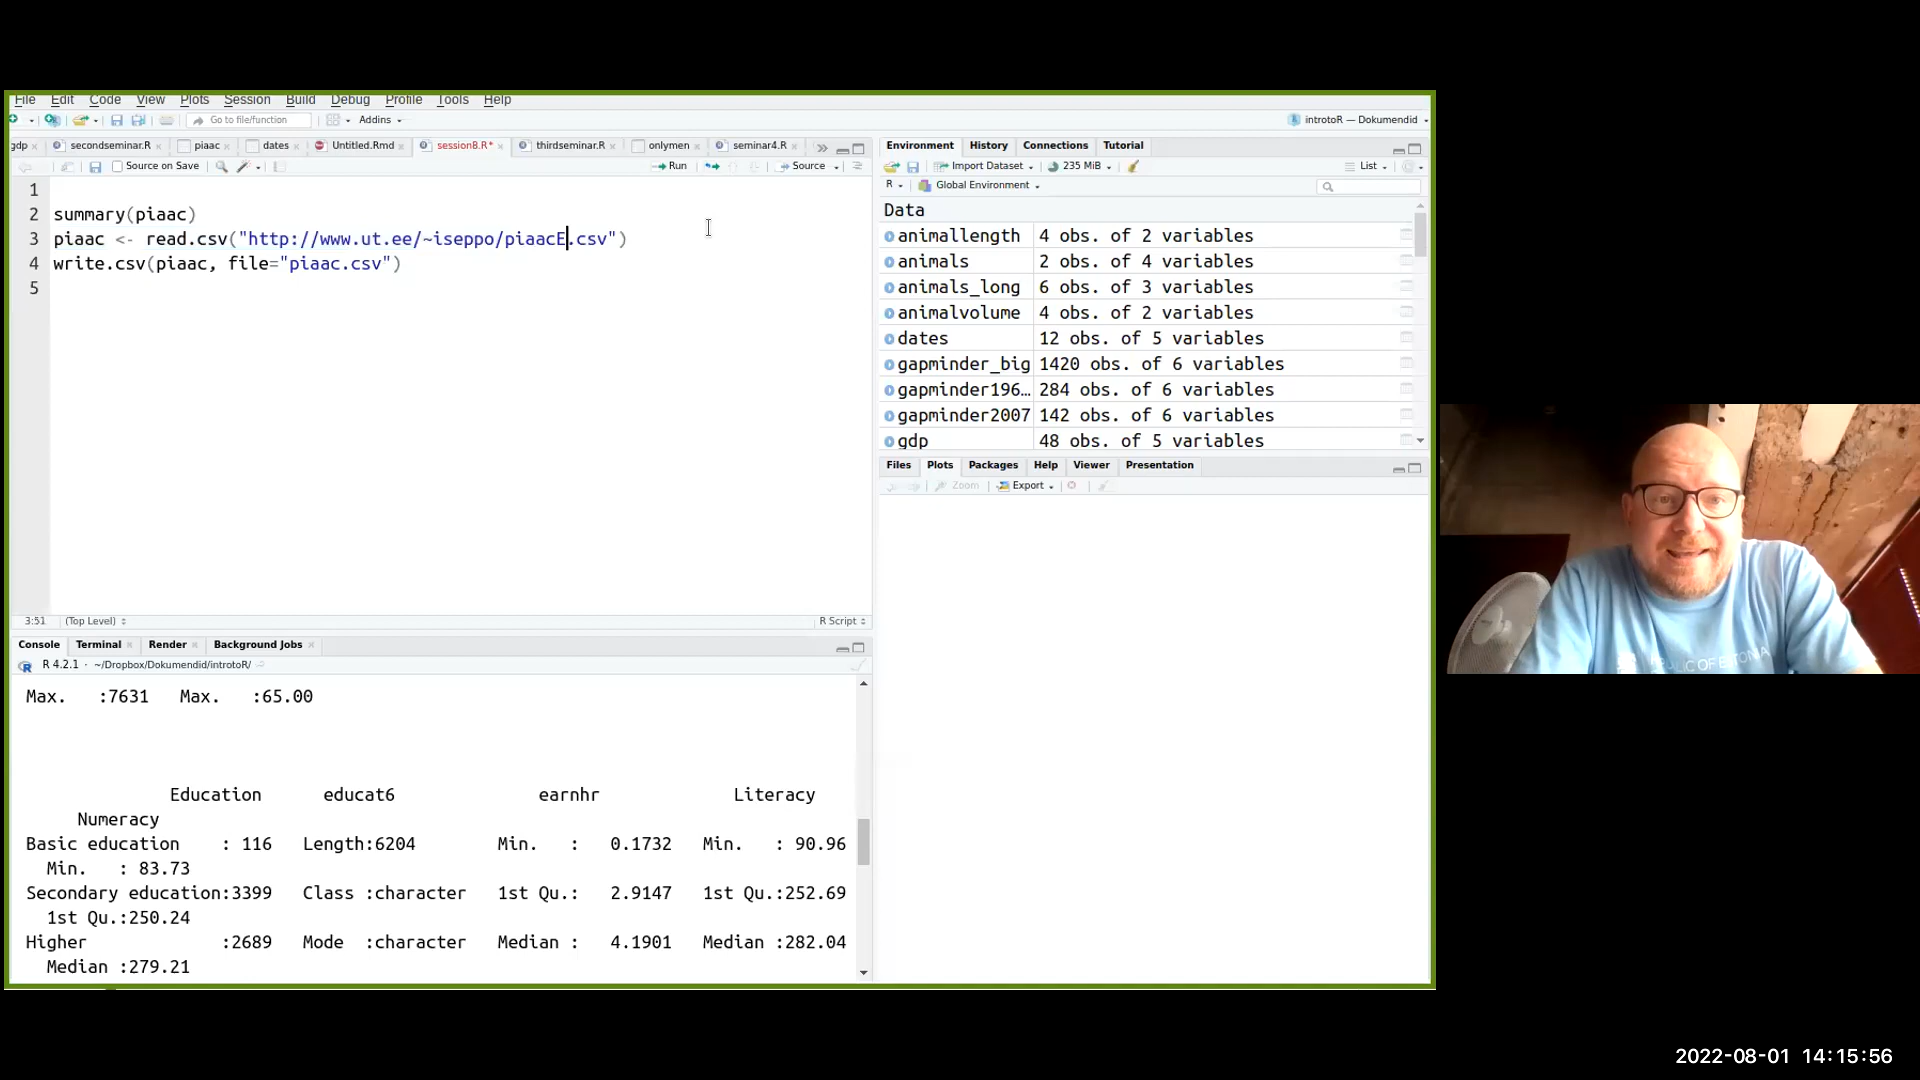 File Edit Code View Plots Session Build Debug Profile Tools Help
Go to file/function Addins introtoR — Dokumendid
gdp secondseminar.R piaac dates Untitled.Rmd session8.R* thirdseminar.R onlymen seminar4.R
Source on Save Run Source
1
2 summary(piaac)
3 piaac <- read.csv("http://www.ut.ee/~iseppo/piaacE.csv")
4 write.csv(piaac, file="piaac.csv")
5
3:51 (Top Level) R Script
Environment History Connections Tutorial
Import Dataset 235 MiB List
R Global Environment
Data
animallength 4 obs. of 2 variables
animals 2 obs. of 4 variables
animals_long 6 obs. of 3 variables
animalvolume 4 obs. of 2 variables
dates 12 obs. of 5 variables
gapminder_big 1420 obs. of 6 variables
gapminder196… 284 obs. of 6 variables
gapminder2007 142 obs. of 6 variables
gdp 48 obs. of 5 variables
Files Plots Packages Help Viewer Presentation
Zoom Export
Console Terminal Render Background Jobs
R 4.2.1 · ~/Dropbox/Dokumendid/introtoR/
Max. :7631 Max. :65.00
Education educat6 earnhr Literacy
Numeracy
Basic education : 116 Length:6204 Min. : 0.1732 Min. : 90.96
Min. : 83.73
Secondary education:3399 Class :character 1st Qu.: 2.9147 1st Qu.:252.69
1st Qu.:250.24
Higher :2689 Mode :character Median : 4.1901 Median :282.04
Median :279.21
OF ESTONIA
2022-08-01 14:15:56